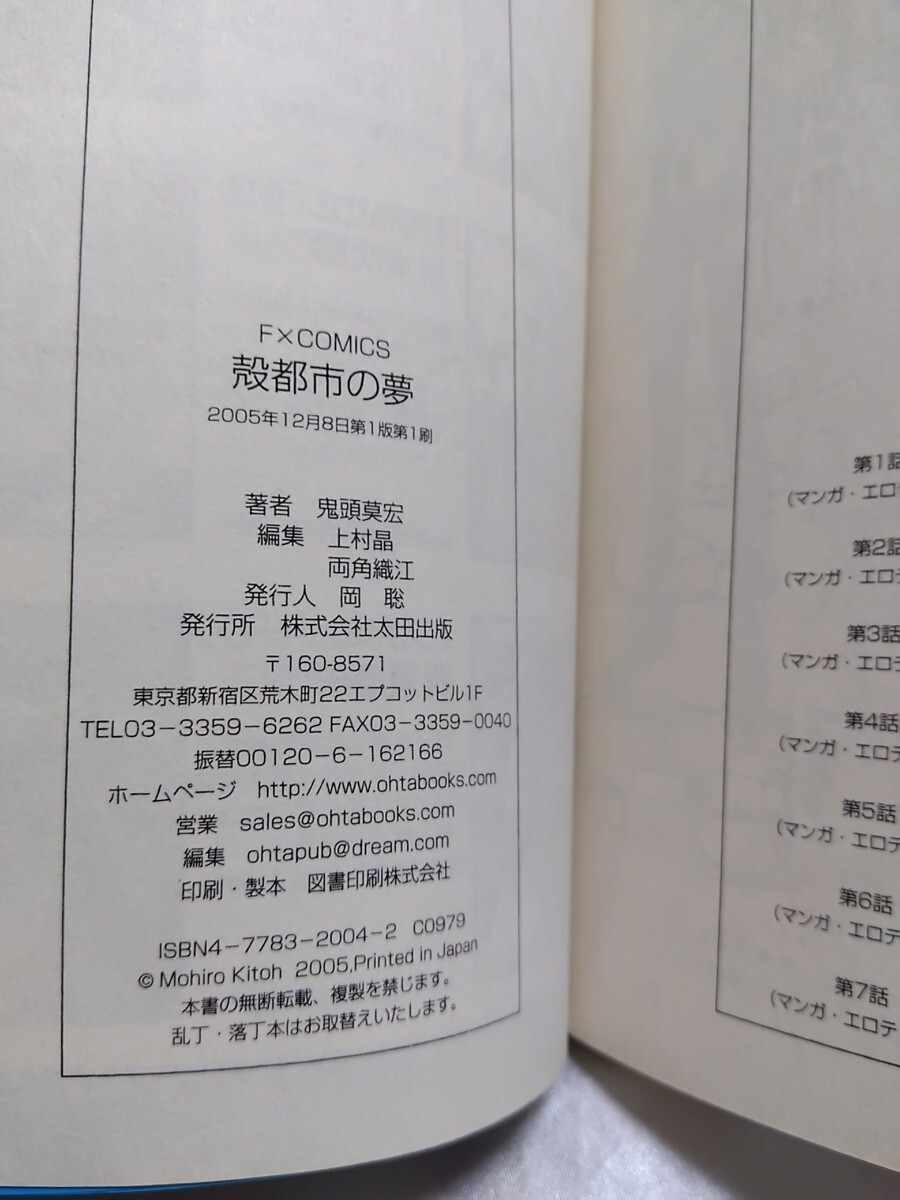 F×COMICS
殻都市の夢
2005年12月8日第1版第1刷
著者 鬼頭莫宏
編集 上村晶
両角織江
発行人 岡 聡
発行所 株式会社太田出版
〒160-8571
東京都新宿区荒木町22エプコットビル1F
TEL03-3359-6262 FAX03-3359-0040
振替00120-6-162166
ホームページ http://www.ohtabooks.com
営業 sales@ohtabooks.com
編集 ohtapub@dream.com
印刷・製本 図書印刷株式会社
ISBN4-7783-2004-2 C0979
© Mohiro Kitoh 2005,Printed in Japan
本書の無断転載、複製を禁じます。
乱丁・落丁本はお取替えいたします。
第1話
(マンガ・エロ
第2話
(マンガ・エロテ
第3話
(マンガ・エロテ
第4話
(マンガ・エロテ
第5話
(マンガ・エロテ
第6話
(マンガ・エロテ
第7話
(マンガ・エロテ